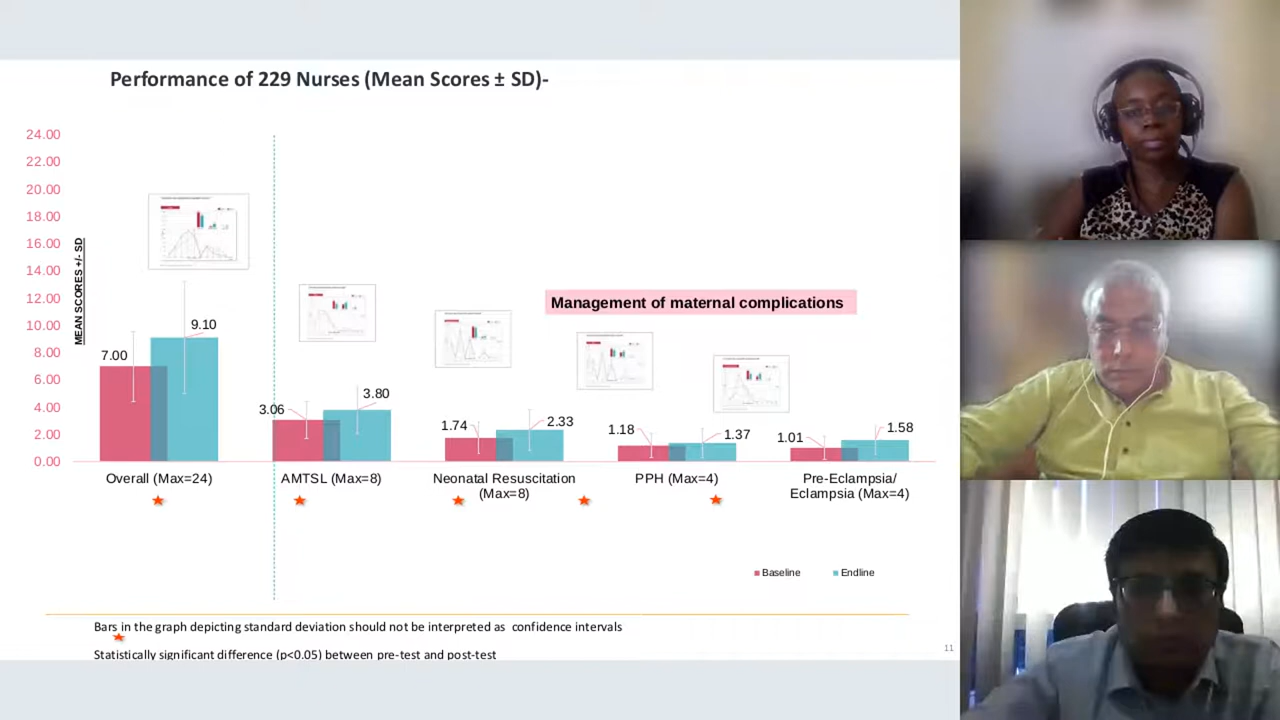 Performance of 229 Nurses (Mean Scores ± SD)-
24.00
22.00
20.00
18.00
16.00
14.00
12.00
10.00
8.00
6.00
4.00
2.00
0.00
MEAN SCORES +/- SD
Management of maternal complications
7.00
9.10
3.06
3.80
1.74
2.33
1.18
1.37
1.01
1.58
Overall (Max=24)
AMTSL (Max=8)
Neonatal Resuscitation
(Max=8)
PPH (Max=4)
Pre-Eclampsia/
Eclampsia (Max=4)
Baseline
Endline
Bars in the graph depicting standard deviation should not be interpreted as confidence intervals
Statistically significant difference (p<0.05) between pre-test and post-test
11